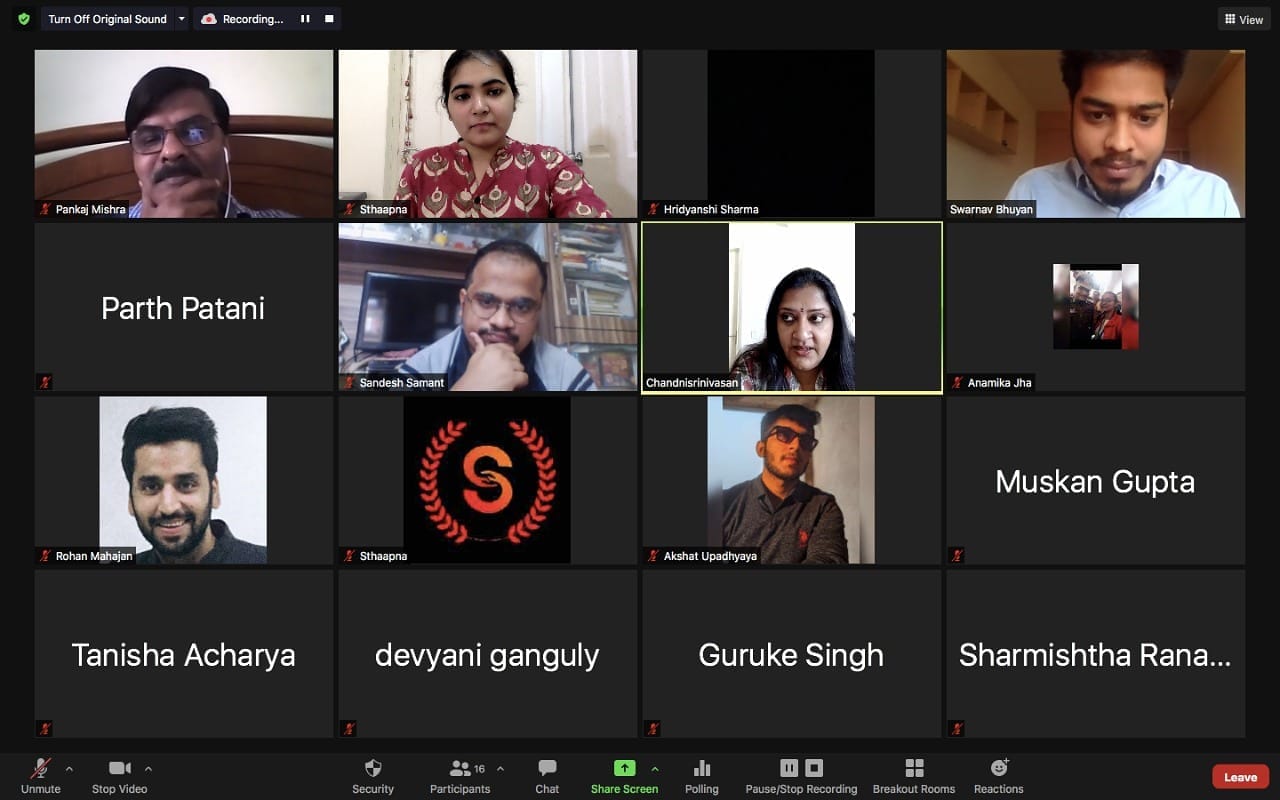 Turn Off Original Sound
Recording...
View
Pankaj Mishra
Sthaapna
Hridyanshi Sharma
Swarnav Bhuyan
Parth Patani
Sandesh Samant
Chandnisrinivasan
Anamika Jha
Rohan Mahajan
S
Sthaapna
Akshat Upadhyaya
Muskan Gupta
Tanisha Acharya
devyani ganguly
Guruke Singh
Sharmishtha Rana...
Unmute
Stop Video
Security
Participants
16
Chat
Share Screen
Polling
Pause/Stop Recording
Breakout Rooms
Reactions
Leave